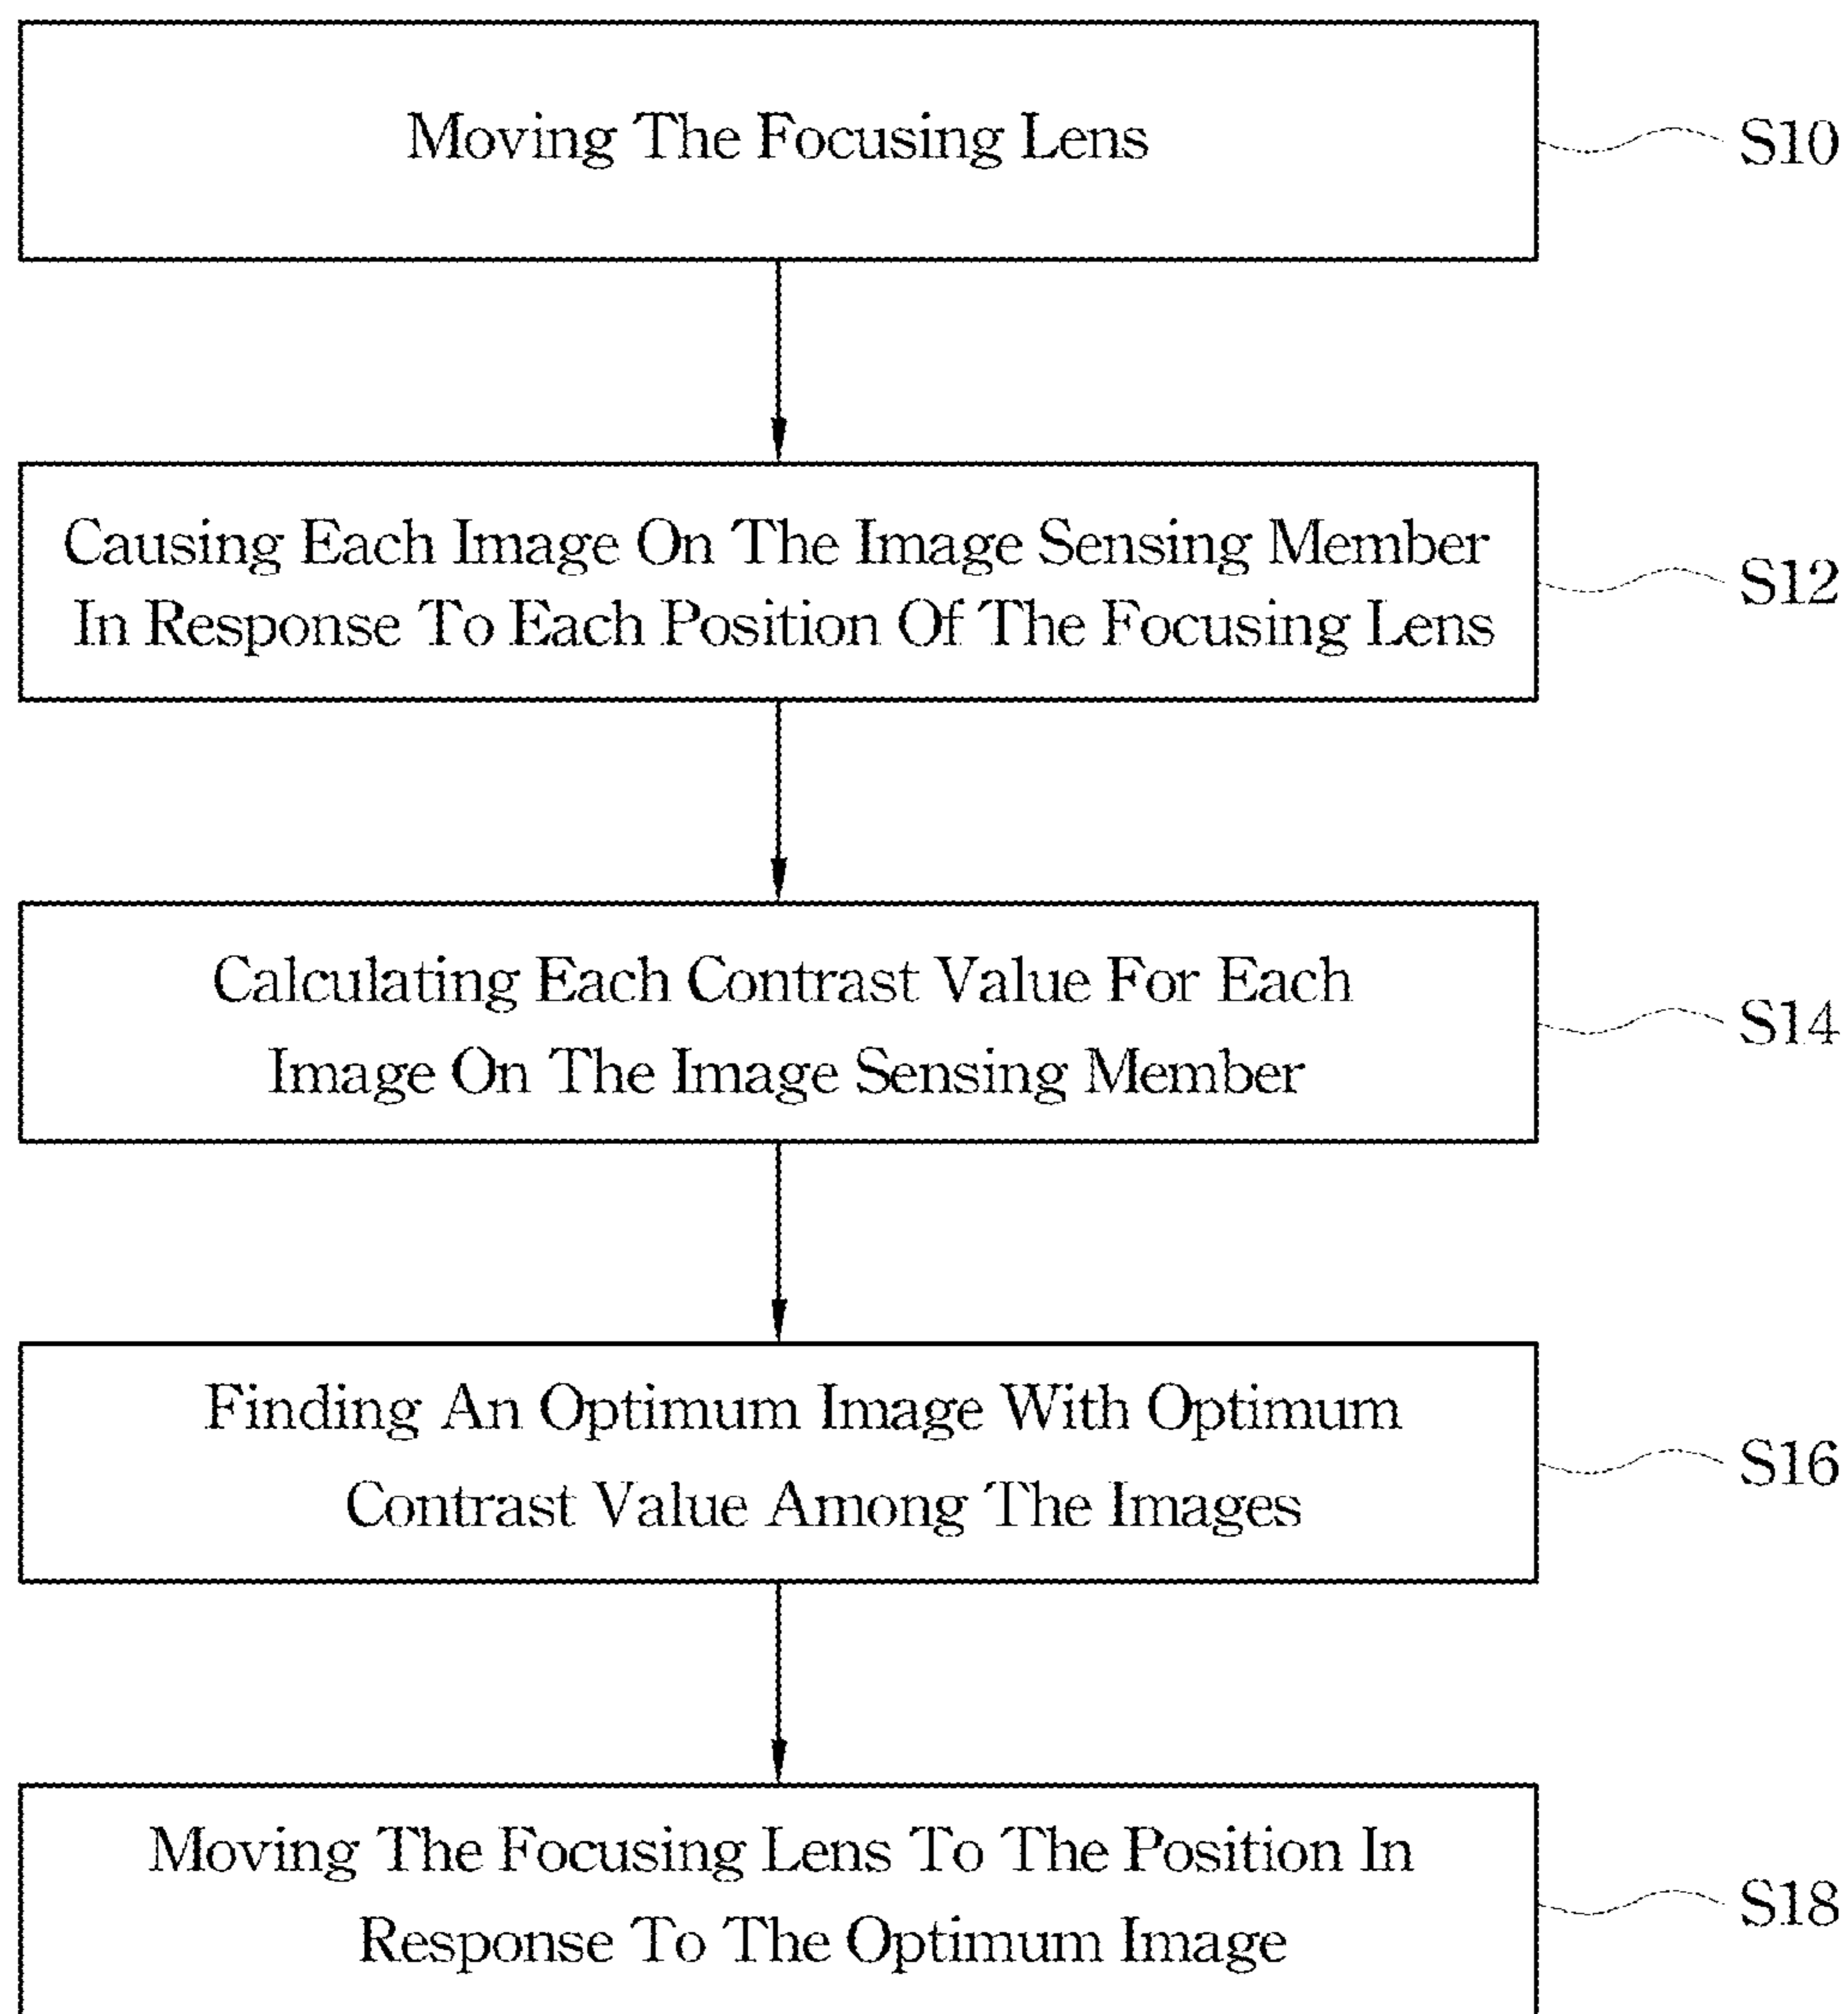 Moving The Focusing Lens
S10
Causing Each Image On The Image Sensing Member
In Response To Each Position Of The Focusing Lens
S12
Calculating Each Contrast Value For Each
Image On The Image Sensing Member
S14
Finding An Optimum Image With Optimum
Contrast Value Among The Images
S16
Moving The Focusing Lens To The Position In
Response To The Optimum Image
S18